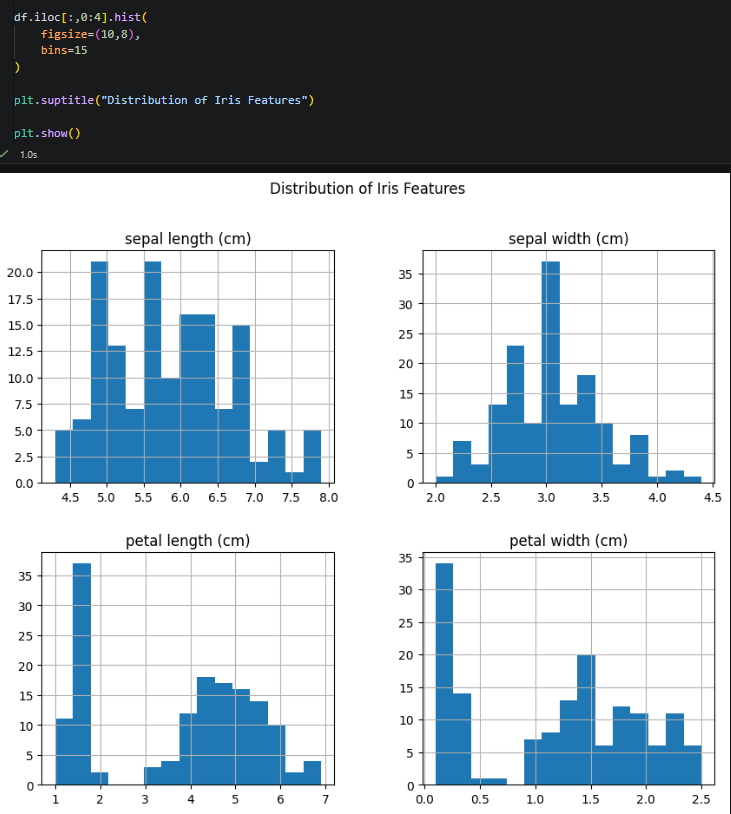 df.iloc[:,0:4].hist(
figsize=(10,8),
bins=15
)
plt.suptitle("Distribution of Iris Features")
plt.show()
1.0s
Distribution of Iris Features
sepal length (cm)
20.0
17.5
15.0
12.5
10.0
7.5
5.0
2.5
0.0
4.5 5.0 5.5 6.0 6.5 7.0 7.5 8.0
sepal width (cm)
35
30
25
20
15
10
5
0
2.0 2.5 3.0 3.5 4.0 4.5
petal length (cm)
35
30
25
20
15
10
5
0
1 2 3 4 5 6 7
petal width (cm)
35
30
25
20
15
10
5
0
0.0 0.5 1.0 1.5 2.0 2.5